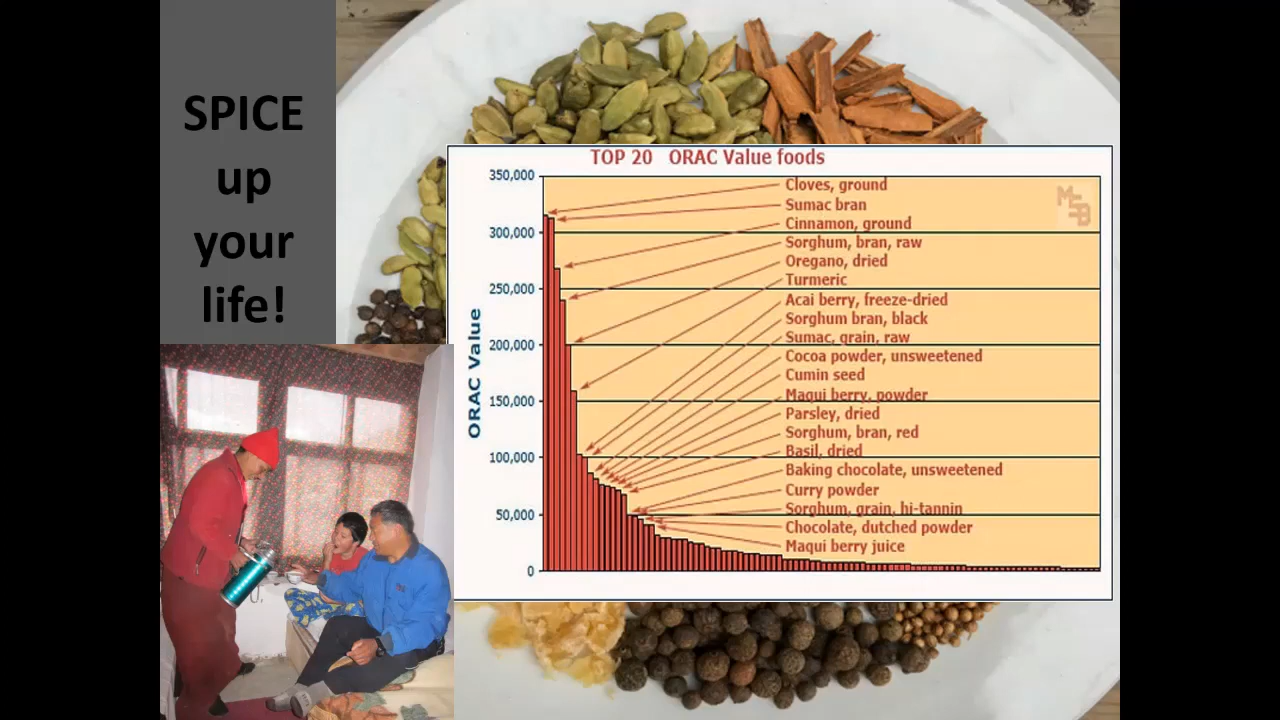 SPICE
up
your
life!
TOP 20 ORAC Value foods
ORAC Value
350,000
300,000
250,000
200,000
150,000
100,000
50,000
0
Cloves, ground
Sumac bran
Cinnamon, ground
Sorghum, bran, raw
Oregano, dried
Turmeric
Acai berry, freeze-dried
Sorghum bran, black
Sumac, grain, raw
Cocoa powder, unsweetened
Cumin seed
Maqui berry, powder
Parsley, dried
Sorghum, bran, red
Basil, dried
Baking chocolate, unsweetened
Curry powder
Sorghum, grain, hi-tannin
Chocolate, dutched powder
Maqui berry juice